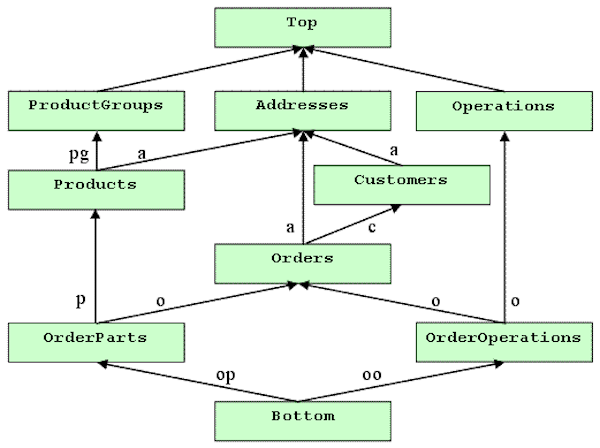 Top
ProductGroups Addresses Operations
pg a a
Products Customers
a c
Orders
p o o o
OrderParts OrderOperations
op oo
Bottom